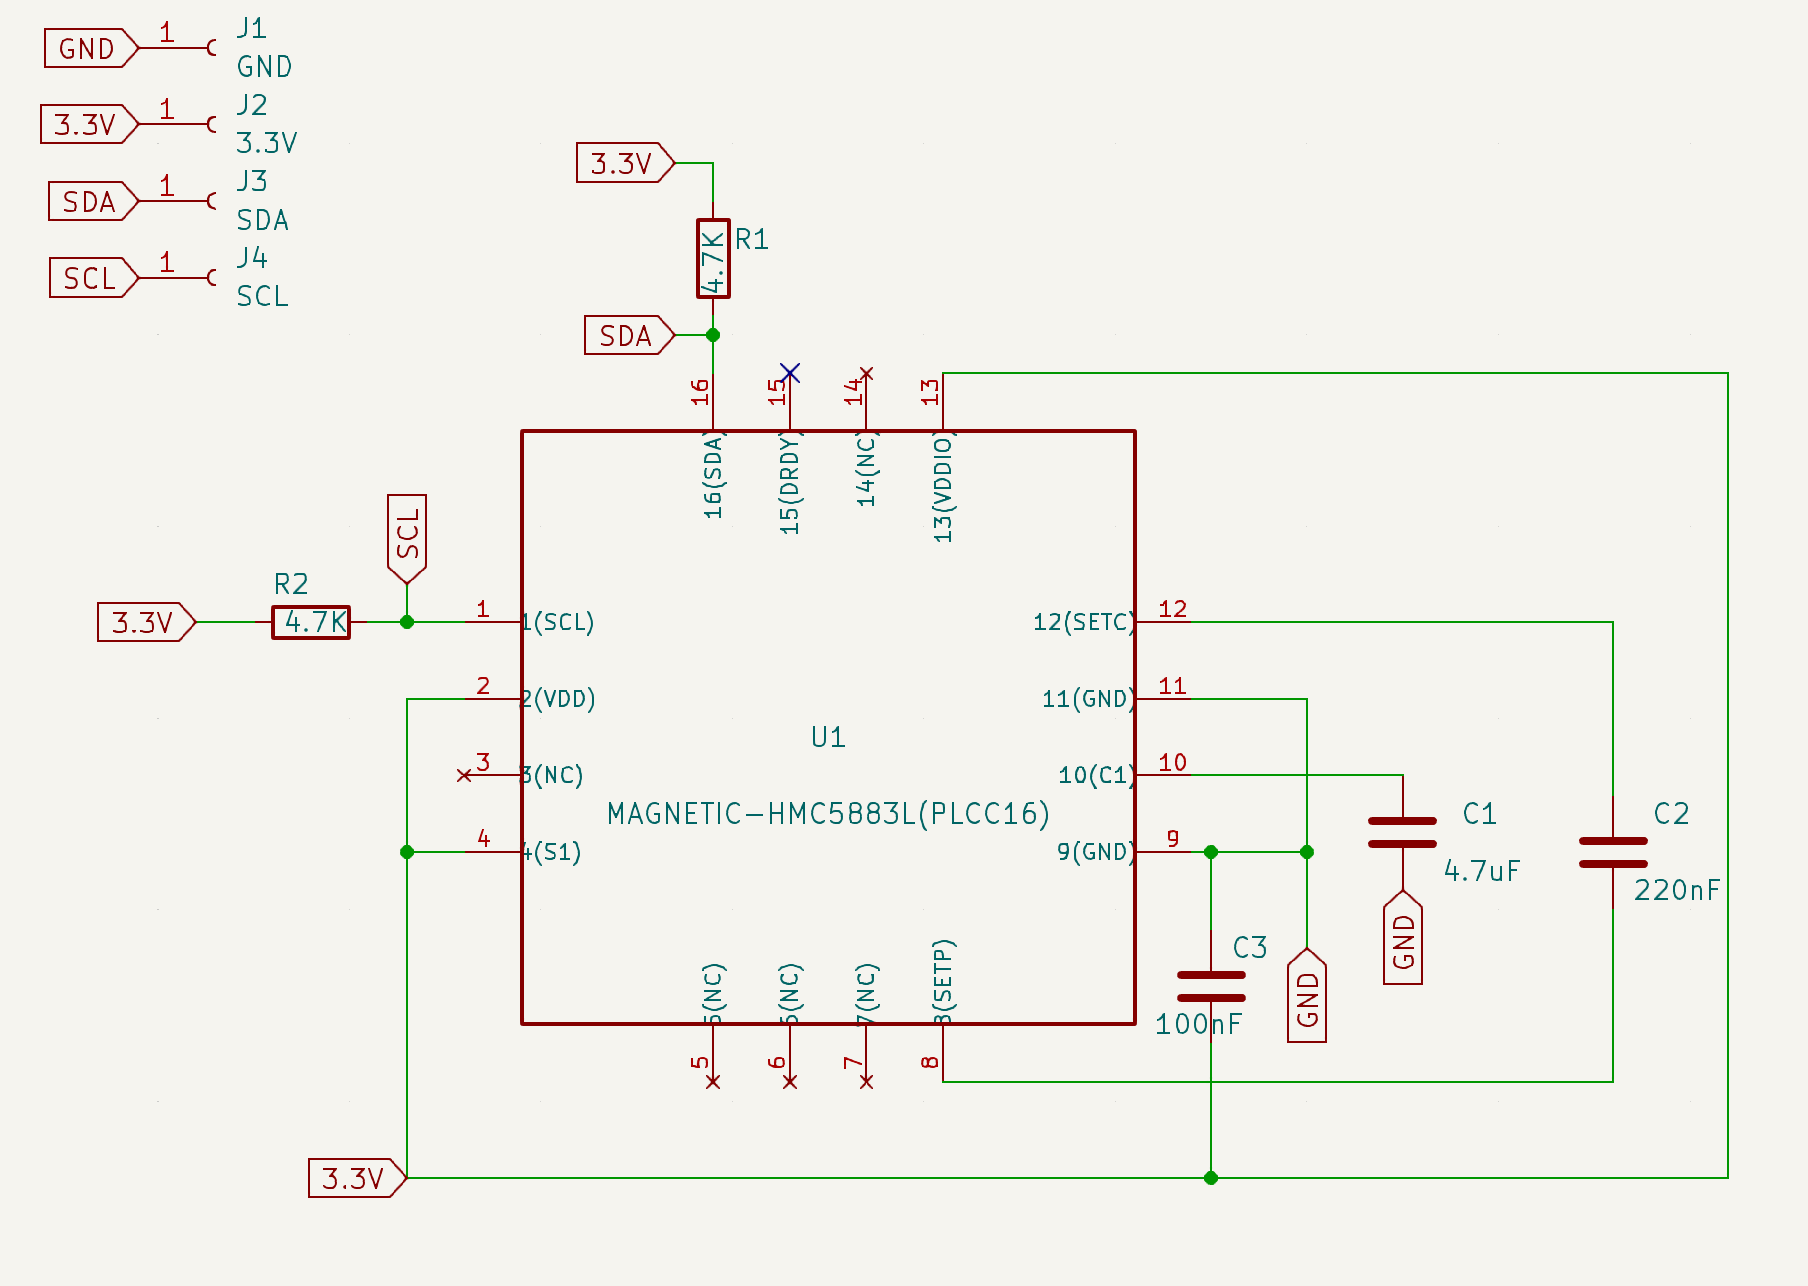 GND 1 J1
GND
3.3V 1 J2
3.3V
SDA 1 J3
SDA
SCL 1 J4
SCL
3.3V
4.7K R1
SDA
16 15 14 13
16(SDA) 15(DRDY) 14(NC) 13(VDDIO)
SCL
R2
3.3V 4.7K
1 1(SCL)
2 2(VDD)
3 3(NC)
4 4(S1)
12(SETC) 12
11(GND) 11
10(C1) 10
9(GND) 9
U1
MAGNETIC-HMC5883L(PLCC16)
C1
4.7uF
GND
C2
220nF
C3
100nF
GND
5(NC) 6(NC) 7(NC) 8(SETP)
5 6 7 8
3.3V